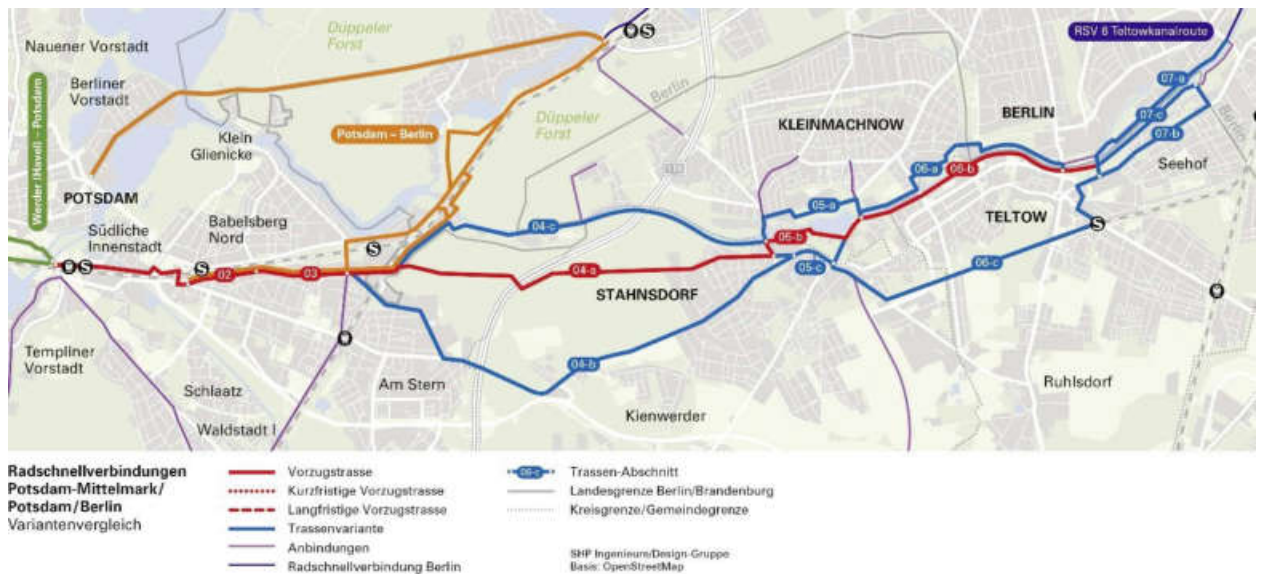 RSV 6 Teltowkanalroute
Nauener Vorstadt
Düppeler
Forst
Berliner
Vorstadt
Werder (Havel) – Potsdam
Klein
Glienicke
Potsdam – Berlin
Düppeler
Forst
Berlin
KLEINMACHNOW
BERLIN
07-a
07-c
07-b
Berlin
Seehof
POTSDAM
Südliche
Innenstadt
Babelsberg
Nord
S
S
S
S
S
02
03
04-c
04-a
04-b
05-a
05-b
05-c
06-a
06-b
06-c
TELTOW
STAHNSDORF
Templiner
Vorstadt
Schlaatz
Waldstadt I
Am Stern
Kienwerder
Ruhlsdorf
Radschnellverbindungen
Potsdam-Mittelmark/
Potsdam/Berlin
Variantenvergleich
Vorzugstrasse
Kurzfristige Vorzugstrasse
Langfristige Vorzugstrasse
Trassenvariante
Anbindungen
Radschnellverbindung Berlin
06-c
Trassen-Abschnitt
Landesgrenze Berlin/Brandenburg
Kreisgrenze/Gemeindegrenze
SHP Ingenieure/Design-Gruppe
Basis: OpenStreetMap